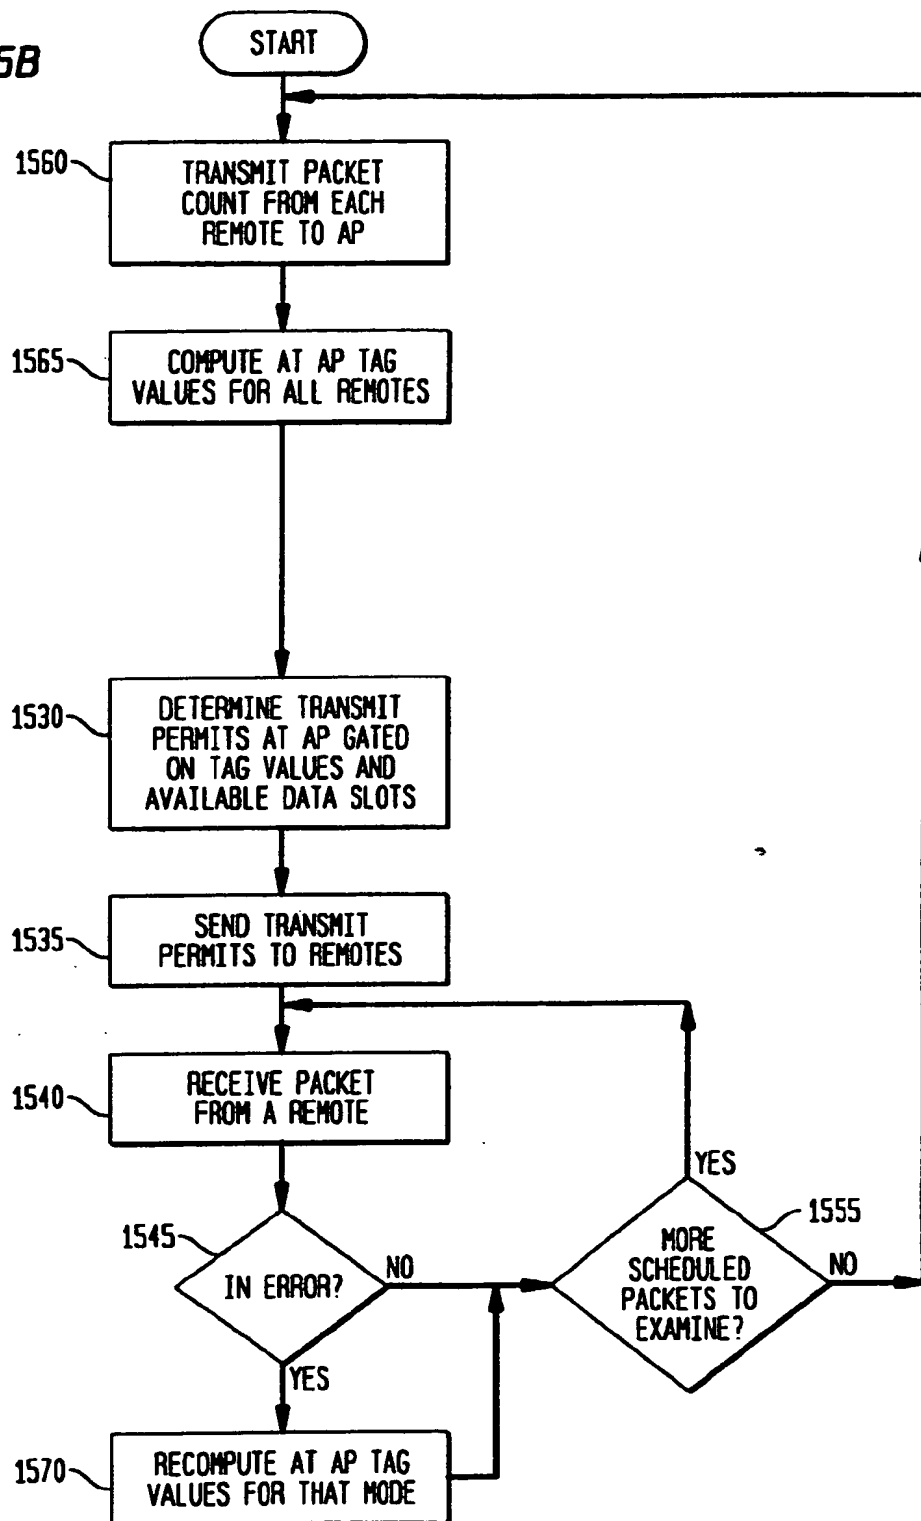 5B
START
1560
TRANSMIT PACKET
COUNT FROM EACH
REMOTE TO AP
1565
COMPUTE AT AP TAG
VALUES FOR ALL REMOTES
1530
DETERMINE TRANSMIT
PERMITS AT AP GATED
ON TAG VALUES AND
AVAILABLE DATA SLOTS
1535
SEND TRANSMIT
PERMITS TO REMOTES
1540
RECEIVE PACKET
FROM A REMOTE
YES
1545
IN ERROR?
NO
1555
MORE
SCHEDULED
PACKETS TO
EXAMINE?
NO
YES
1570
RECOMPUTE AT AP TAG
VALUES FOR THAT MODE